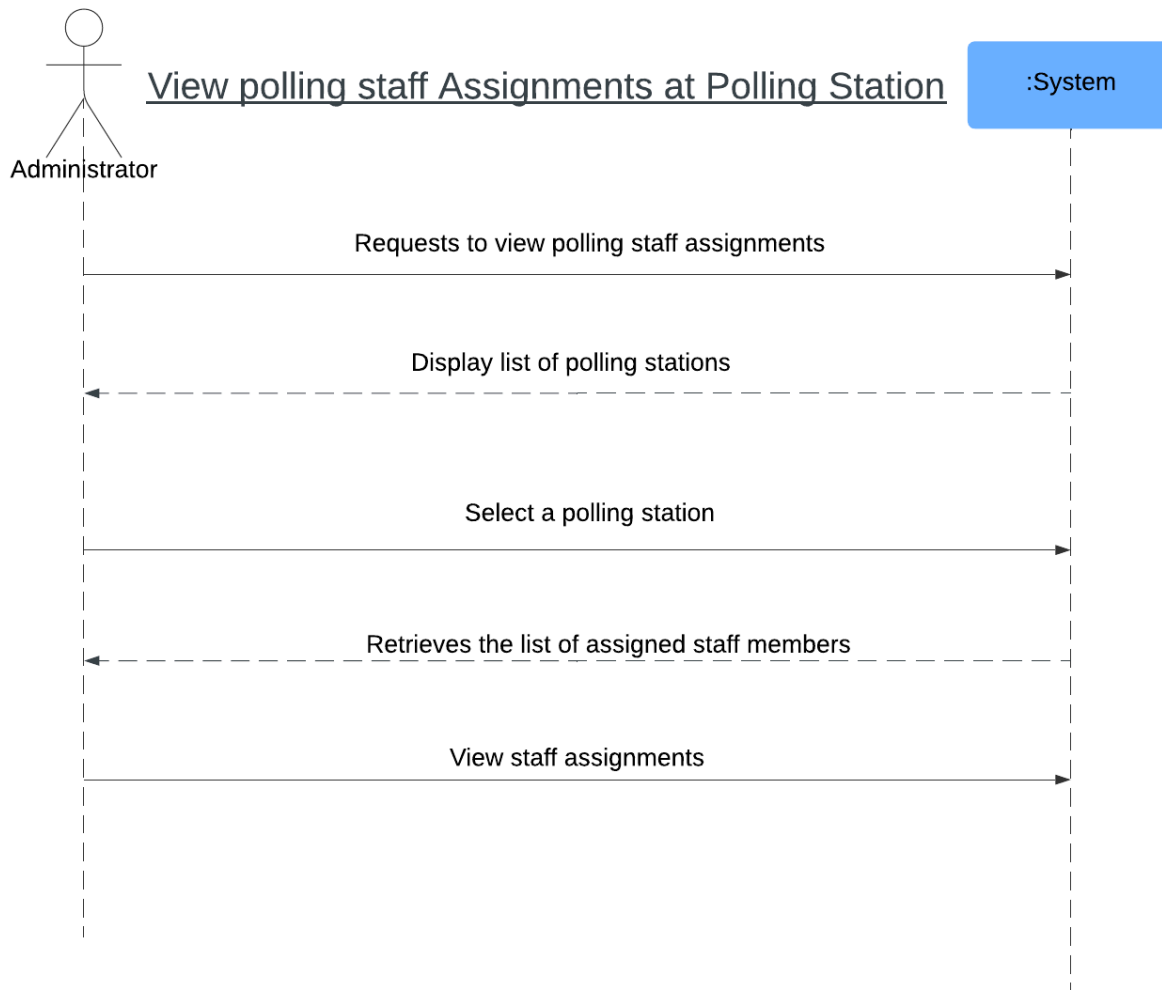 View polling staff Assignments at Polling Station
:System
Administrator
Requests to view polling staff assignments
Display list of polling stations
Select a polling station
Retrieves the list of assigned staff members
View staff assignments